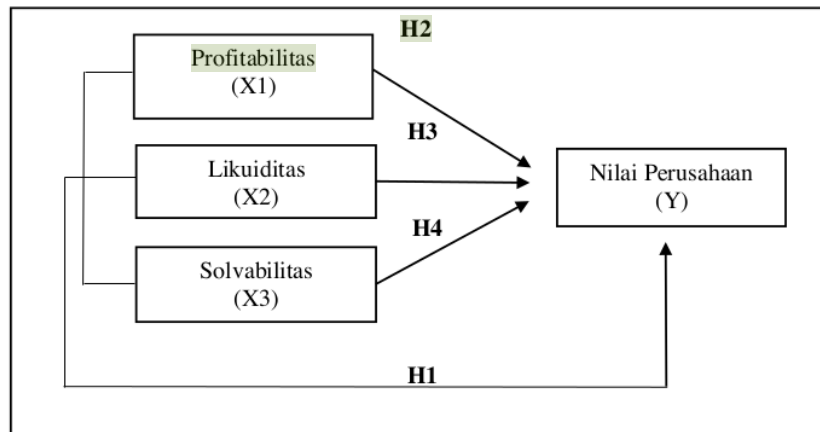 H2
Profitabilitas
(X1)
H3
Likuiditas
(X2)
Nilai Perusahaan
(Y)
H4
Solvabilitas
(X3)
H1